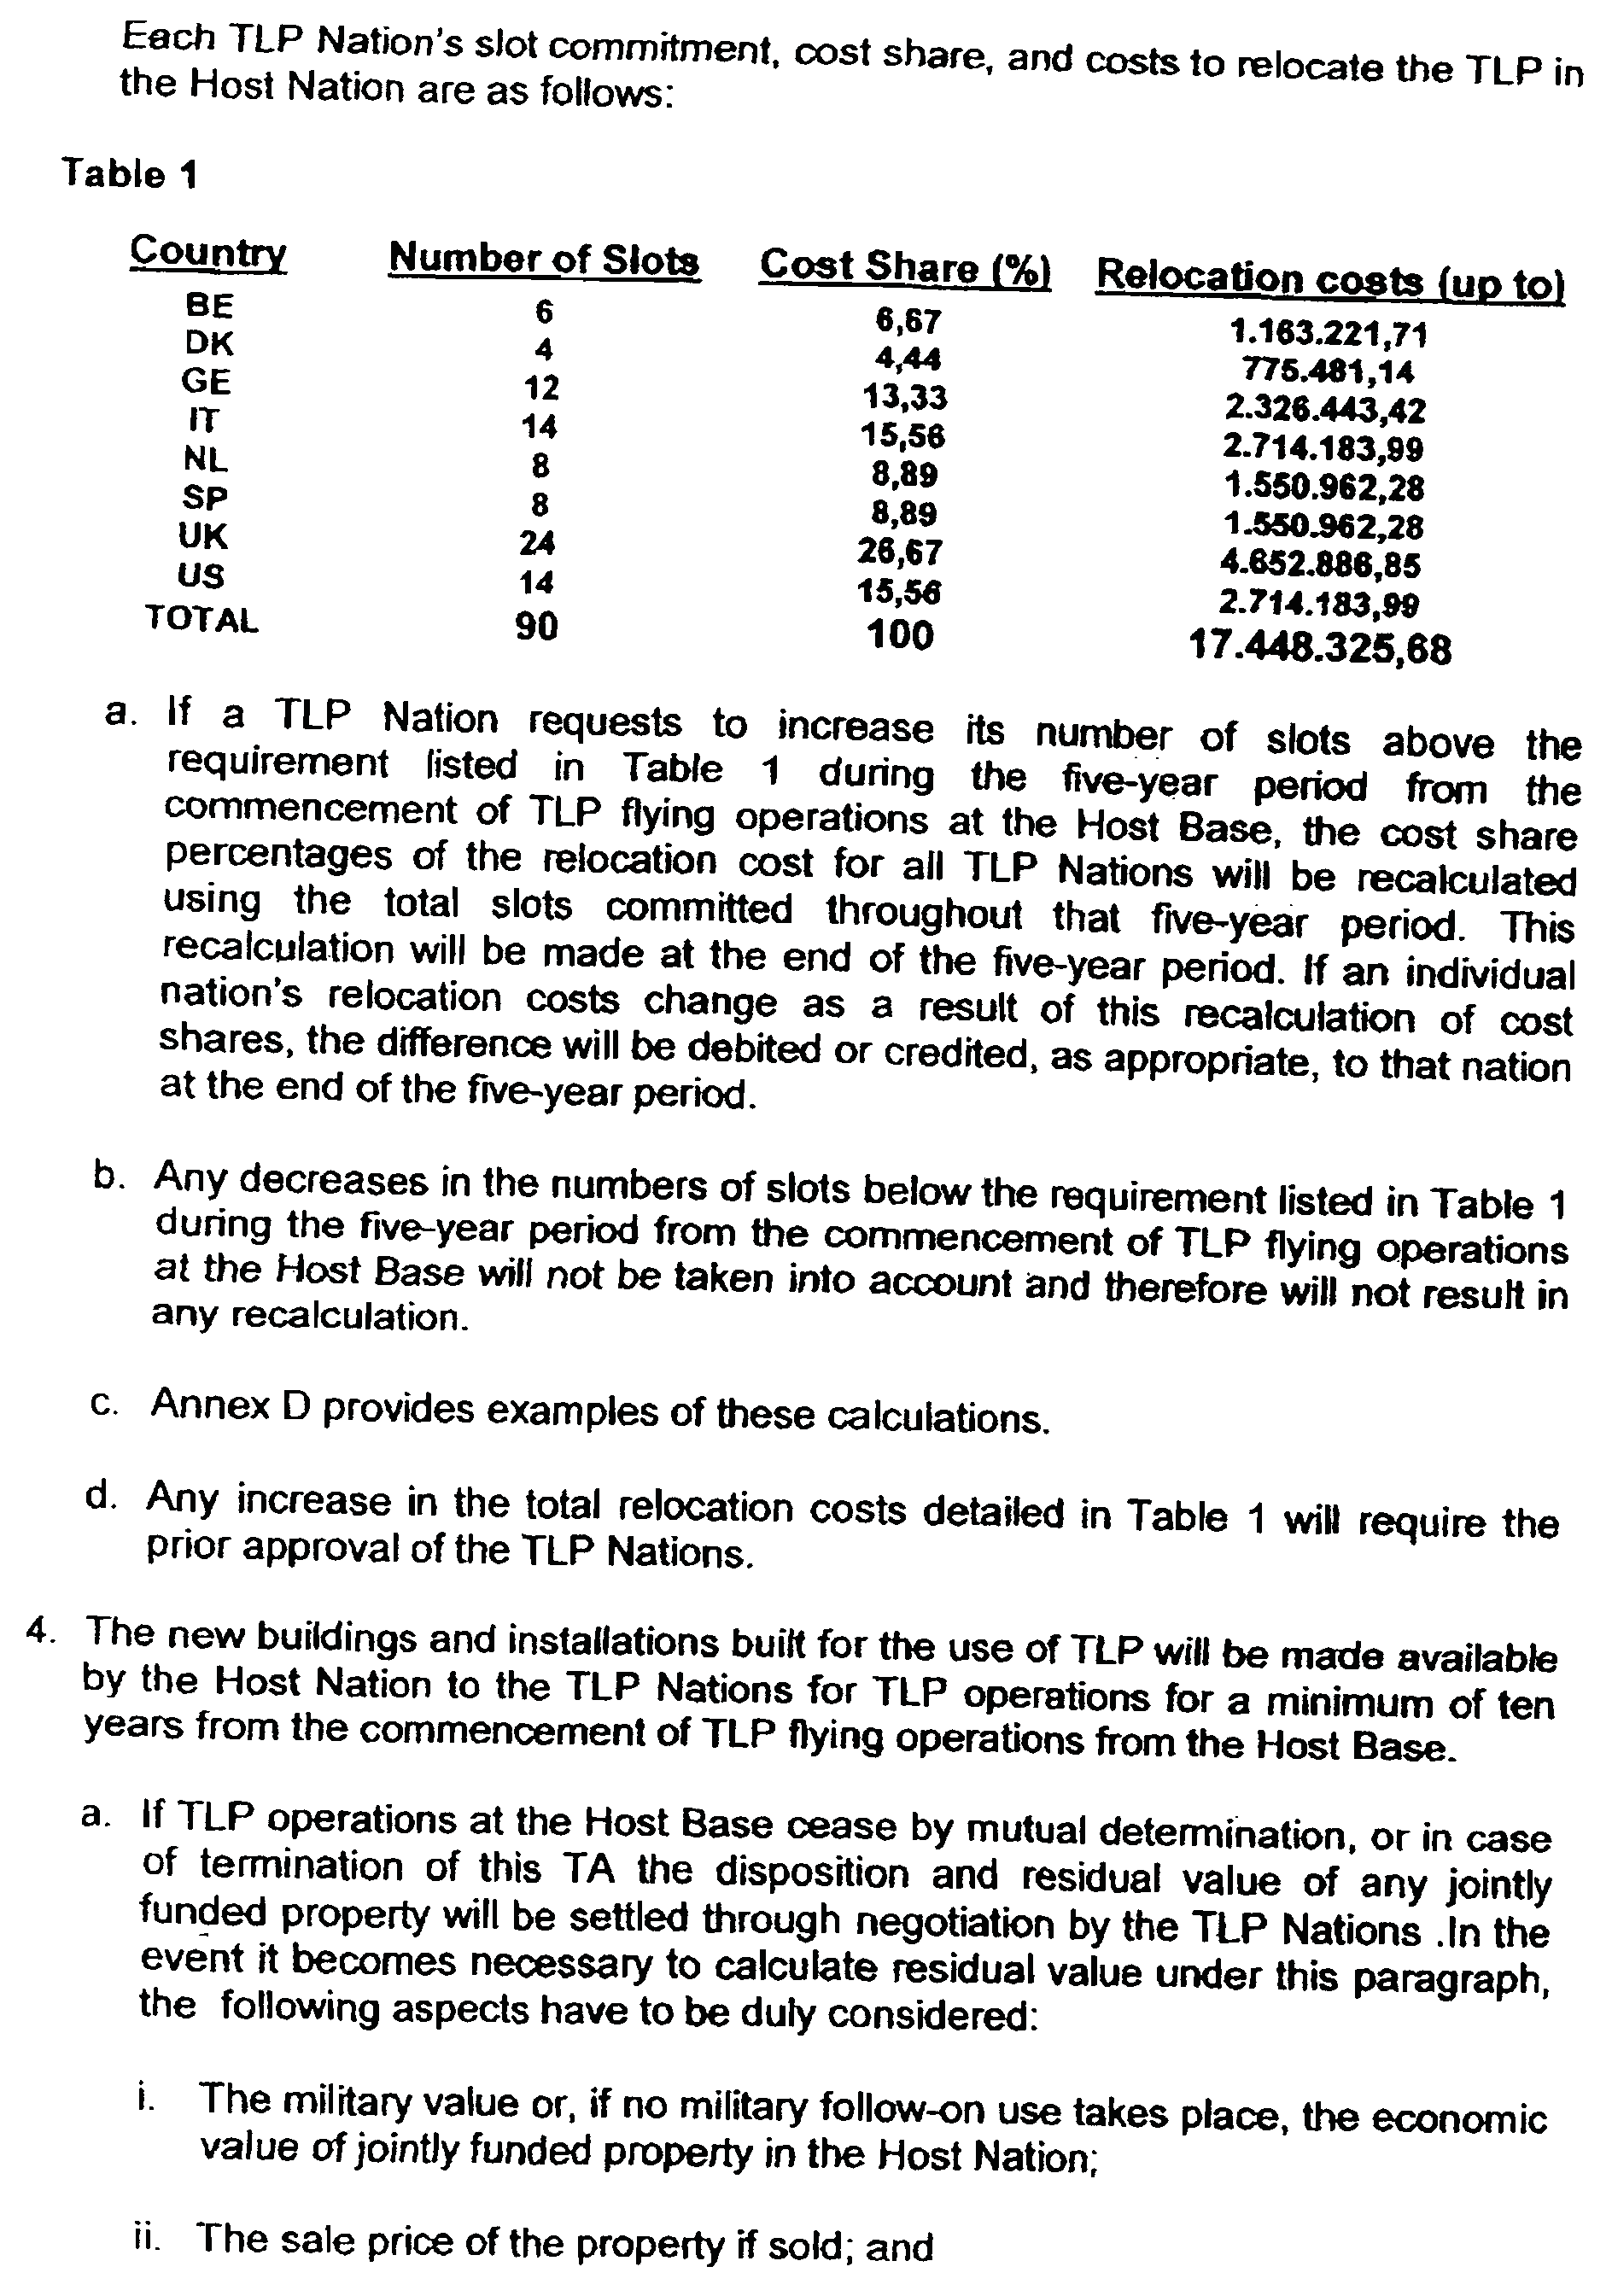 Each TLP Nation's slot commitment, cost share, and costs to relocate the TLP in
the Host Nation are as follows:
Table 1
Country Number of Slots Cost Share (%) Relocation costs (up to)
BE 6 6,67 1.163.221,71
DK 4 4,44 775.481,14
GE 12 13,33 2.326.443,42
IT 14 15,56 2.714.183,99
NL 8 8,89 1.550.962,28
SP 8 8,89 1.550.962,28
UK 24 26,67 4.652.886,85
US 14 15,56 2.714.183,99
TOTAL 90 100 17.448.325,68
a. If a TLP Nation requests to increase its number of slots above the
requirement listed in Table 1 during the five-year period from the
commencement of TLP flying operations at the Host Base, the cost share
percentages of the relocation cost for all TLP Nations will be recalculated
using the total slots committed throughout that five-year period. This
recalculation will be made at the end of the five-year period. If an individual
nation's relocation costs change as a result of this recalculation of cost
shares, the difference will be debited or credited, as appropriate, to that nation
at the end of the five-year period.
b. Any decreases in the numbers of slots below the requirement listed in Table 1
during the five-year period from the commencement of TLP flying operations
at the Host Base will not be taken into account and therefore will not result in
any recalculation.
c. Annex D provides examples of these calculations.
d. Any increase in the total relocation costs detailed in Table 1 will require the
prior approval of the TLP Nations.
4. The new buildings and installations built for the use of TLP will be made available
by the Host Nation to the TLP Nations for TLP operations for a minimum of ten
years from the commencement of TLP flying operations from the Host Base.
a. If TLP operations at the Host Base cease by mutual determination, or in case
of termination of this TA the disposition and residual value of any jointly
funded property will be settled through negotiation by the TLP Nations .In the
event it becomes necessary to calculate residual value under this paragraph,
the following aspects have to be duly considered:
i. The military value or, if no military follow-on use takes place, the economic
value of jointly funded property in the Host Nation;
ii. The sale price of the property if sold; and